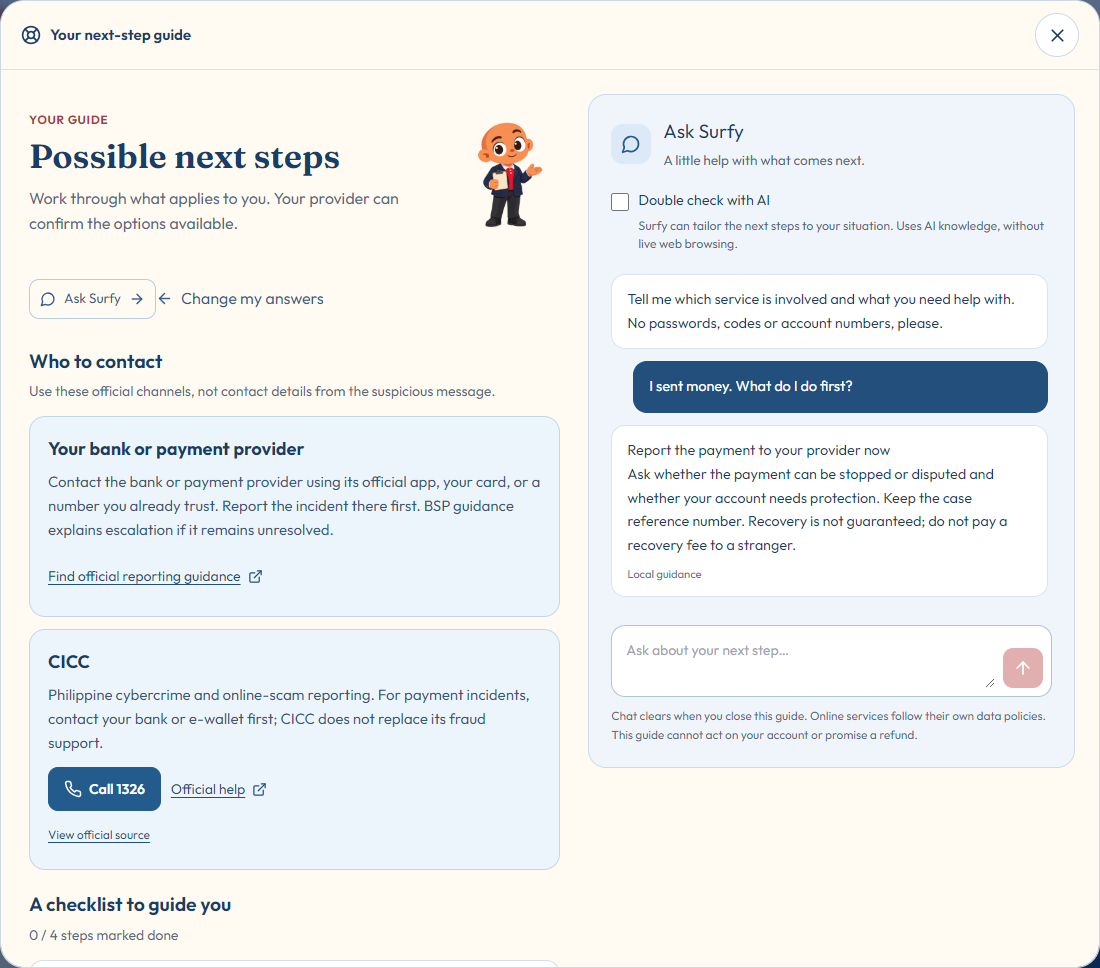 Your next-step guide
YOUR GUIDE
Possible next steps
Work through what applies to you. Your provider can
confirm the options available.
Ask Surfy
Change my answers
Who to contact
Use these official channels, not contact details from the suspicious message.
Your bank or payment provider
Contact the bank or payment provider using its official app, your card, or a
number you already trust. Report the incident there first. BSP guidance
explains escalation if it remains unresolved.
Find official reporting guidance
CICC
Philippine cybercrime and online-scam reporting. For payment incidents,
contact your bank or e-wallet first; CICC does not replace its fraud
support.
Call 1326
Official help
View official source
A checklist to guide you
0 / 4 steps marked done
Ask Surfy
A little help with what comes next.
Double check with AI
Surfy can tailor the next steps to your situation. Uses AI knowledge, without
live web browsing.
Tell me which service is involved and what you need help with.
No passwords, codes or account numbers, please.
I sent money. What do I do first?
Report the payment to your provider now
Ask whether the payment can be stopped or disputed and
whether your account needs protection. Keep the case
reference number. Recovery is not guaranteed; do not pay a
recovery fee to a stranger.
Local guidance
Ask about your next step…
Chat clears when you close this guide. Online services follow their own data policies.
This guide cannot act on your account or promise a refund.